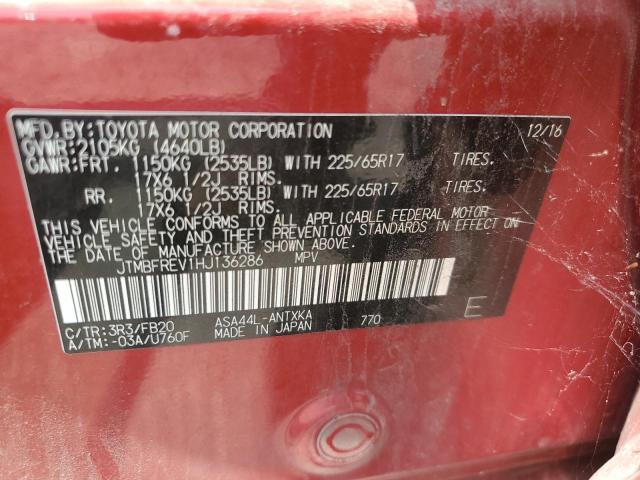 MFD.BY:TOYOTA MOTOR CORPORATION 12/16
GVWR:2105KG (4640LB)
GAWR:FRT. 1150KG (2535LB) WITH 225/65R17 TIRES.
17X6 1/2J RIMS.
RR. 1150KG (2535LB) WITH 225/65R17 TIRES.
17X6 1/2J RIMS.
THIS VEHICLE CONFORMS TO ALL APPLICABLE FEDERAL MOTOR
VEHICLE SAFETY AND THEFT PREVENTION STANDARDS IN EFFECT ON
THE DATE OF MANUFACTURE SHOWN ABOVE.
JTMBFREV1HJ136286 MPV
C/TR:3R3/FB20 ASA44L-ANTXKA 770 E
A/TM:-03A/U760F MADE IN JAPAN